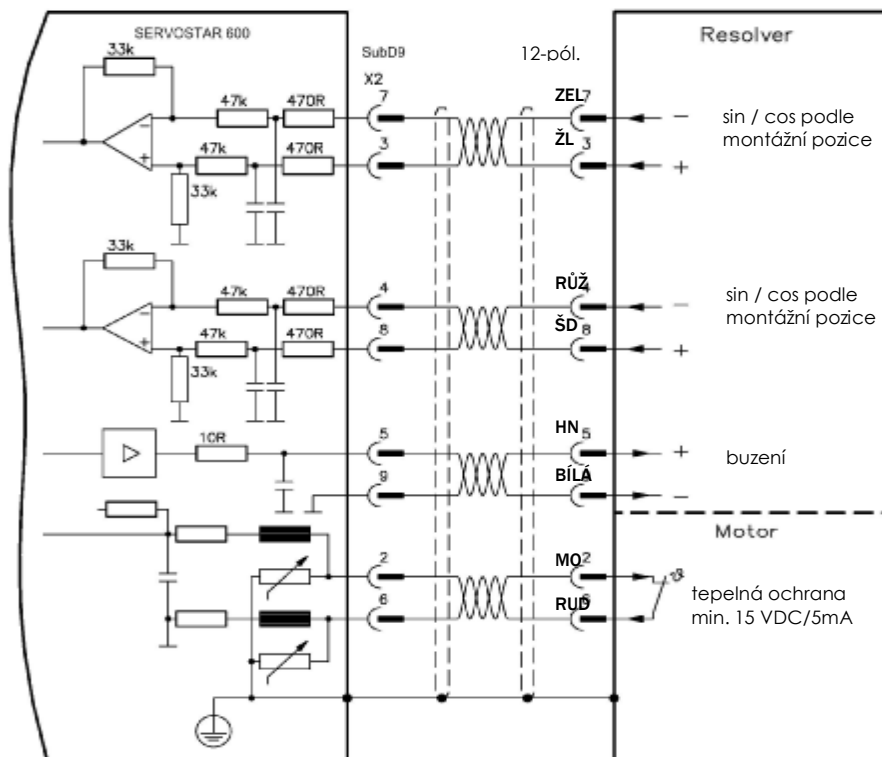 SERVOSTAR 600
SubD9
12-pól.
Resolver
X2
33k
47k
470R
7
ZEL
7
−
sin / cos podle
montážní pozice
−
+
47k
470R
3
ŽL
3
+
33k
33k
47k
470R
4
RŮŽ
−
sin / cos podle
montážní pozice
−
+
47k
470R
8
ŠD
8
+
33k
10R
5
HN
5
+
buzení
9
BÍLÁ
−
Motor
2
MO
2
tepelná ochrana
min. 15 VDC/5mA
6
RUD